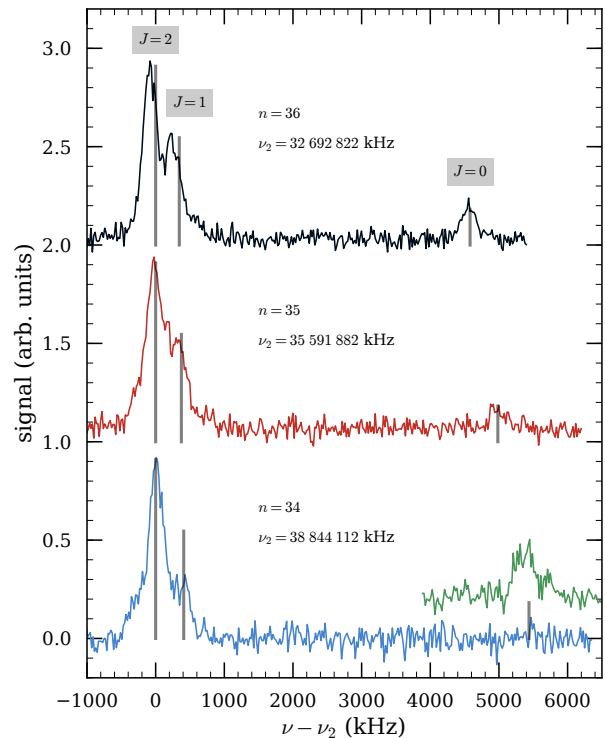 3.0
2.5
2.0
1.5
1.0
0.5
0.0
signal (arb. units)
J = 2
J = 1
J = 0
n = 36
ν₂ = 32 692 822 kHz
n = 35
ν₂ = 35 591 882 kHz
n = 34
ν₂ = 38 844 112 kHz
−1000 0 1000 2000 3000 4000 5000 6000
ν − ν₂ (kHz)